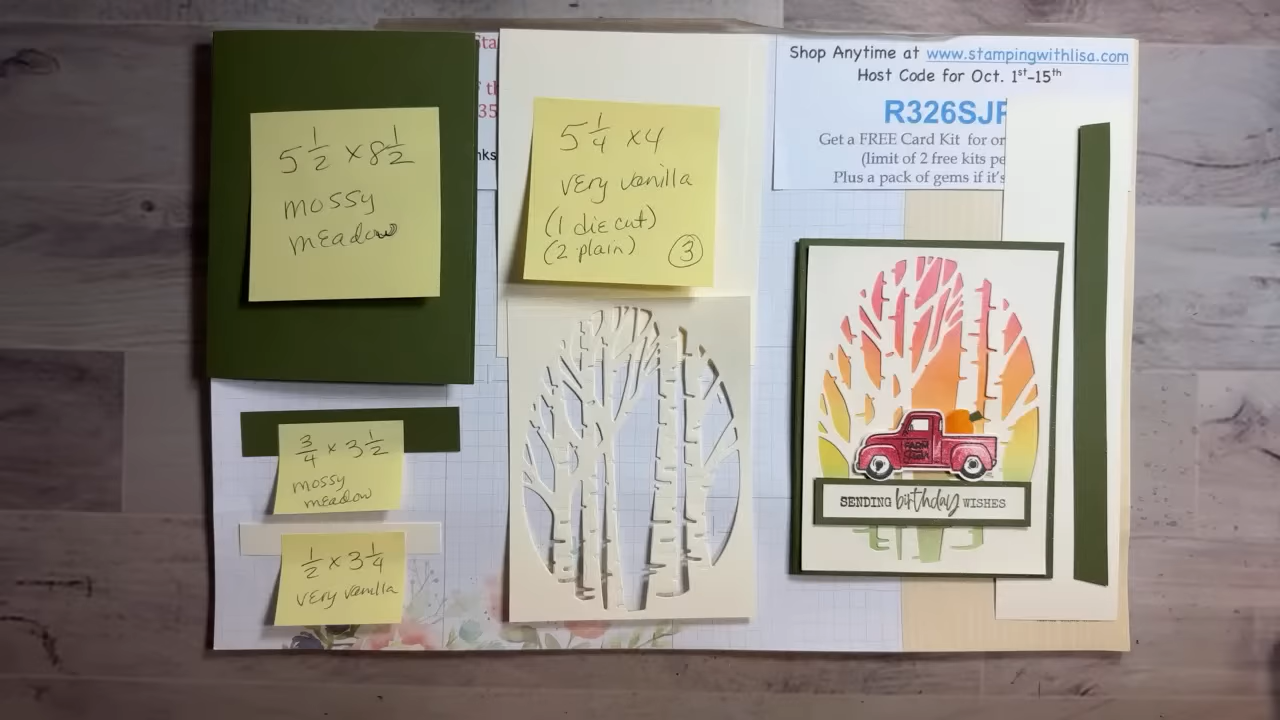 5 1/2 x 8 1/2
mossy
meadow
3/4 x 3 1/2
mossy
meadow
1/2 x 3 1/4
very vanilla
5 1/4 x 4
very vanilla
(1 die cut)
(2 plain) 3
Shop Anytime at www.stampingwithlisa.com
Host Code for Oct. 1st-15th
R326SJF
Get a FREE Card Kit for or
(limit of 2 free kits pe
Plus a pack of gems if it's
FARM
SENDING birthday WISHES